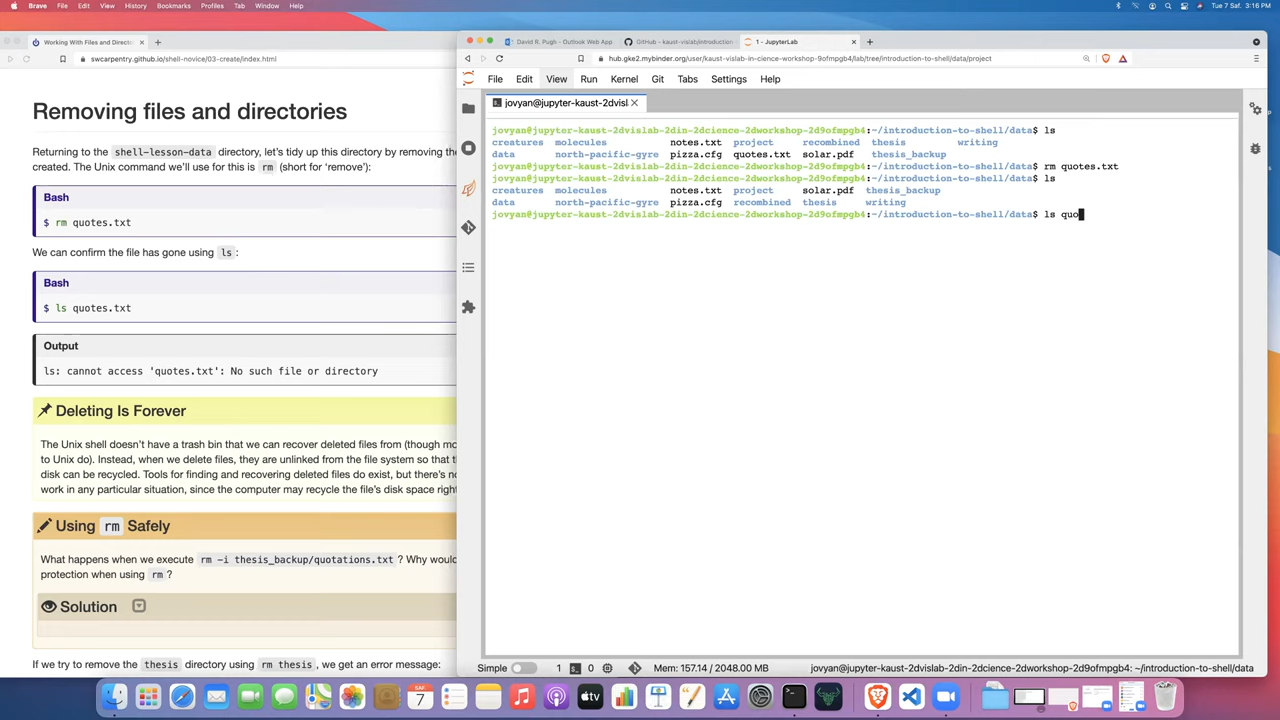 Brave File Edit View History Bookmarks Profiles Tab Window Help
Tue 7 Saf. 3:16 PM
Working With Files and Direct
swcarpentry.github.io/shell-novice/03-create/index.html
Removing files and directories
Returning to the shell-lesson-data directory, let's tidy up this directory by removing the
created. The Unix command we'll use for this is rm (short for 'remove'):
Bash
$ rm quotes.txt
We can confirm the file has gone using ls:
Bash
$ ls quotes.txt
Output
ls: cannot access 'quotes.txt': No such file or directory
Deleting Is Forever
The Unix shell doesn't have a trash bin that we can recover deleted files from (though mo
to Unix do). Instead, when we delete files, they are unlinked from the file system so that t
disk can be recycled. Tools for finding and recovering deleted files do exist, but there's no
work in any particular situation, since the computer may recycle the file's disk space right
Using rm Safely
What happens when we execute rm -i thesis_backup/quotations.txt? Why would
protection when using rm?
Solution
If we try to remove the thesis directory using rm thesis, we get an error message:
David R. Pugh - Outlook Web App
GitHub - kaust-vislab/introduction
1 - JupyterLab
hub.gke2.mybinder.org/user/kaust-vislab-in-cience-workshop-9ofmpgb4/lab/tree/introduction-to-shell/data/project
File Edit View Run Kernel Git Tabs Settings Help
jovyan@jupyter-kaust-2dvisl
jovyan@jupyter-kaust-2dvislab-2din-2dcience-2dworkshop-2d9ofmpgb4:~/introduction-to-shell/data$ ls
creatures molecules notes.txt project recombined thesis writing
data north-pacific-gyre pizza.cfg quotes.txt solar.pdf thesis_backup
jovyan@jupyter-kaust-2dvislab-2din-2dcience-2dworkshop-2d9ofmpgb4:~/introduction-to-shell/data$ rm quotes.txt
jovyan@jupyter-kaust-2dvislab-2din-2dcience-2dworkshop-2d9ofmpgb4:~/introduction-to-shell/data$ ls
creatures molecules notes.txt project solar.pdf thesis_backup
data north-pacific-gyre pizza.cfg recombined thesis writing
jovyan@jupyter-kaust-2dvislab-2din-2dcience-2dworkshop-2d9ofmpgb4:~/introduction-to-shell/data$ ls quo
Simple 1 0 Mem: 157.14 / 2048.00 MB
jovyan@jupyter-kaust-2dvislab-2din-2dcience-2dworkshop-2d9ofmpgb4: ~/introduction-to-shell/data